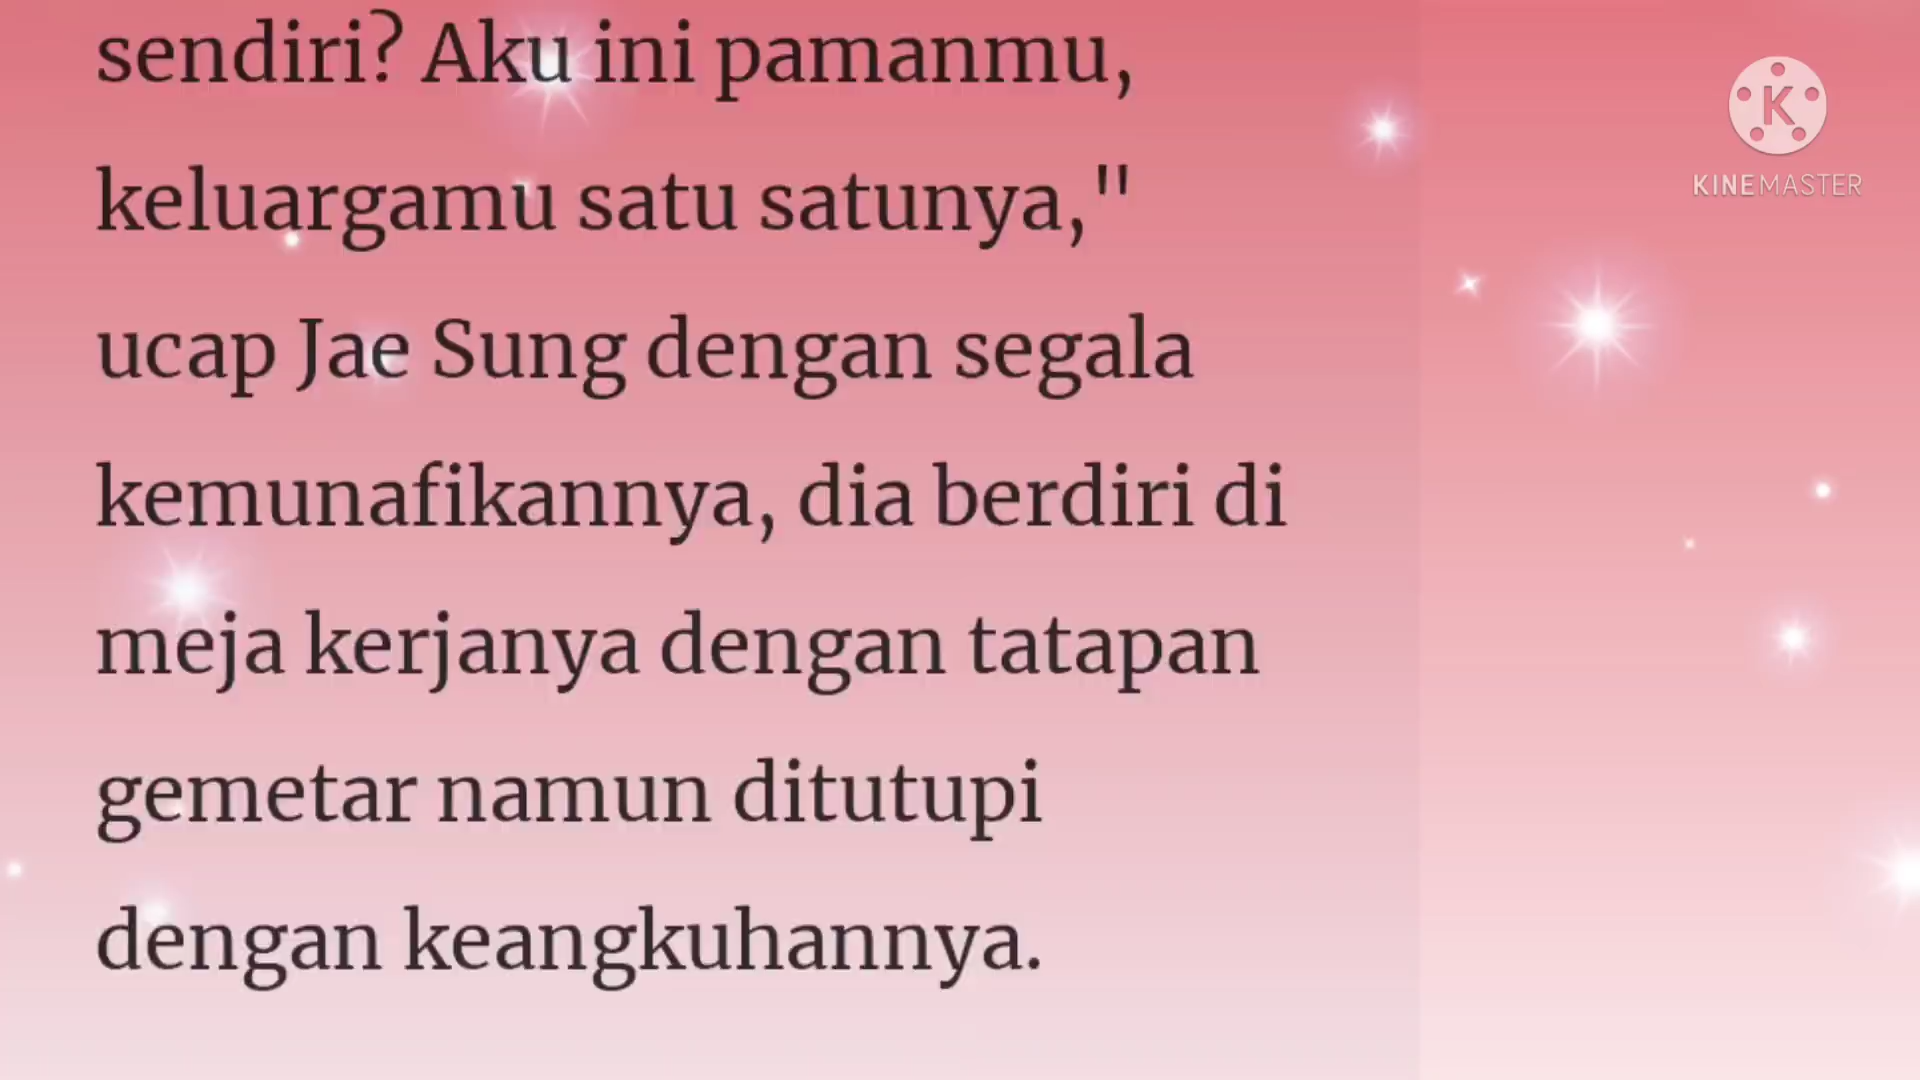 sendiri? Aku ini pamanmu,
keluargamu satu satunya,"
ucap Jae Sung dengan segala
kemunafikannya, dia berdiri di
meja kerjanya dengan tatapan
gemetar namun ditutupi
dengan keangkuhannya.
K
KINEMASTER